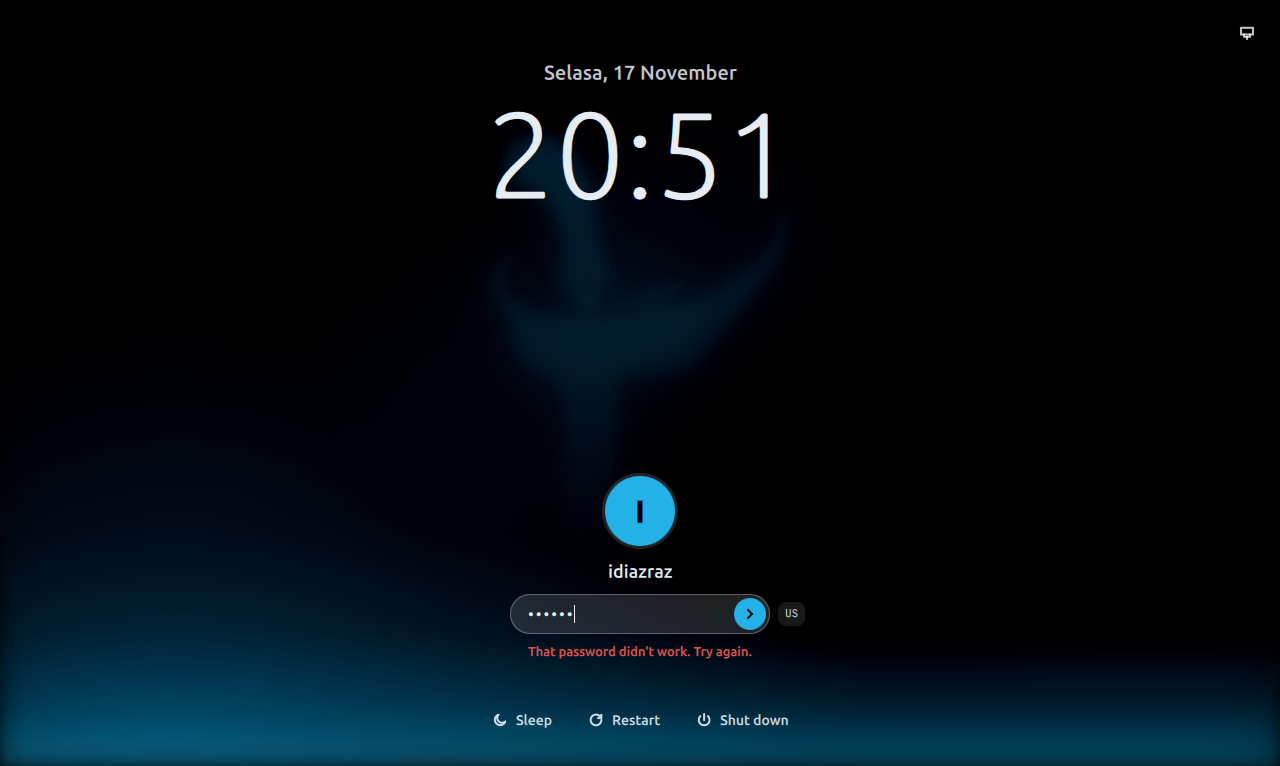 Selasa, 17 November
20:51
I
idiazraz
••••••
US
That password didn't work. Try again.
Sleep
Restart
Shut down